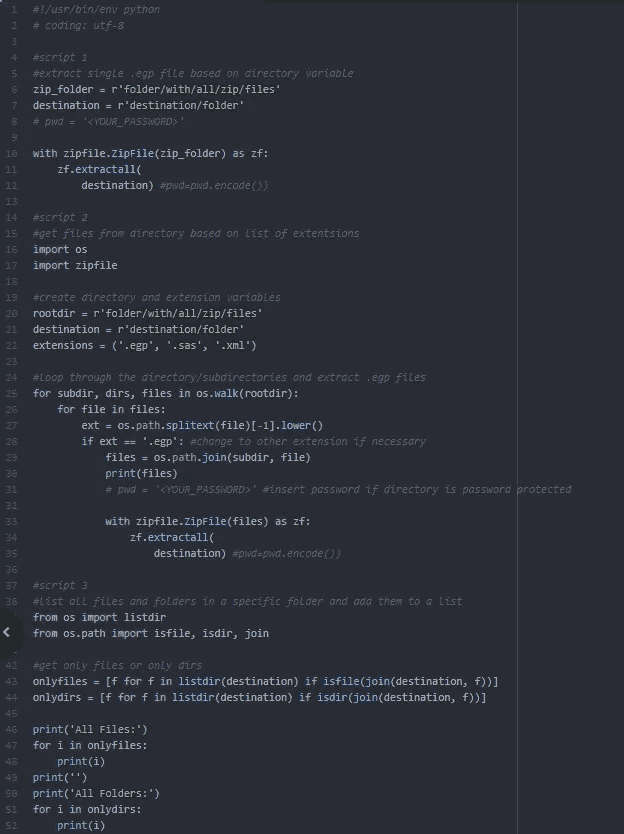 1 #!/usr/bin/env python
2 # coding: utf-8
3
4 #script 1
5 #extract single .egp file based on directory variable
6 zip_folder = r'folder/with/all/zip/files'
7 destination = r'destination/folder'
8 # pwd = '<YOUR_PASSWORD>'
9
10 with zipfile.ZipFile(zip_folder) as zf:
11     zf.extractall(
11         destination) #pwd=pwd.encode())
13
14 #script 2
15 #get files from directory based on list of extentsions
16 import os
17 import zipfile
18
19 #create directory and extension variables
20 rootdir = r'folder/with/all/zip/files'
21 destination = r'destination/folder'
22 extensions = ('.egp', '.sas', '.xml')
23
24 #loop through the directory/subdirectories and extract .egp files
25 for subdir, dirs, files in os.walk(rootdir):
26     for file in files:
27         ext = os.path.splitext(file)[-1].lower()
28         if ext == '.egp': #change to other extension if necessary
29             files = os.path.join(subdir, file)
30             print(files)
31             # pwd = '<YOUR_PASSWORD>' #insert password if directory is password protected
32
33             with zipfile.ZipFile(files) as zf:
34                 zf.extractall(
35                     destination) #pwd=pwd.encode())
36
37 #script 3
38 #list all files and folders in a specific folder and add them to a list
from os import listdir
from os.path import isfile, isdir, join
42 #get only files or only dirs
43 onlyfiles = [f for f in listdir(destination) if isfile(join(destination, f))]
44 onlydirs = [f for f in listdir(destination) if isdir(join(destination, f))]
45
46 print('All Files:')
47 for i in onlyfiles:
48     print(i)
49 print('')
50 print('All Folders:')
51 for i in onlydirs:
52     print(i)